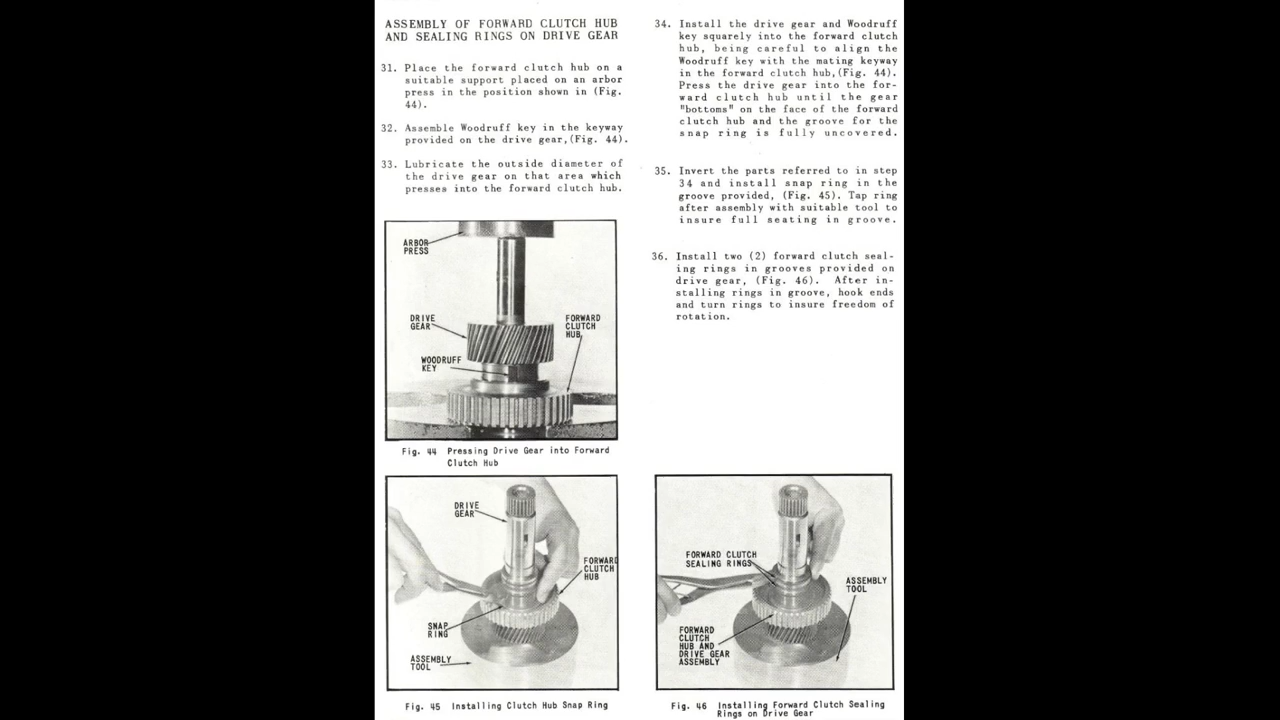 ASSEMBLY OF FORWARD CLUTCH HUB
AND SEALING RINGS ON DRIVE GEAR
31. Place the forward clutch hub on a
suitable support placed on an arbor
press in the position shown in (Fig.
44).
32. Assemble Woodruff key in the keyway
provided on the drive gear,(Fig. 44).
33. Lubricate the outside diameter of
the drive gear on that area which
presses into the forward clutch hub.
ARBOR
PRESS
DRIVE
GEAR
FORWARD
CLUTCH
HUB
WOODRUFF
KEY
Fig. 44 Pressing Drive Gear into Forward
Clutch Hub
DRIVE
GEAR
FORWARD
CLUTCH
HUB
SNAP
RING
ASSEMBLY
TOOL
Fig. 45 Installing Clutch Hub Snap Ring
34. Install the drive gear and Woodruff
key squarely into the forward clutch
hub, being careful to align the
Woodruff key with the mating keyway
in the forward clutch hub,(Fig. 44).
Press the drive gear into the for-
ward clutch hub until the gear
"bottoms" on the face of the forward
clutch hub and the groove for the
snap ring is fully uncovered.
35. Invert the parts referred to in step
34 and install snap ring in the
groove provided, (Fig. 45). Tap ring
after assembly with suitable tool to
insure full seating in groove.
36. Install two (2) forward clutch seal-
ing rings in grooves provided on
drive gear, (Fig. 46). After in-
stalling rings in groove, hook ends
and turn rings to insure freedom of
rotation.
FORWARD CLUTCH
SEALING RINGS
ASSEMBLY
TOOL
FORWARD
CLUTCH
HUB AND
DRIVE GEAR
ASSEMBLY
Fig. 46 Installing Forward Clutch Sealing
Rings on Drive Gear